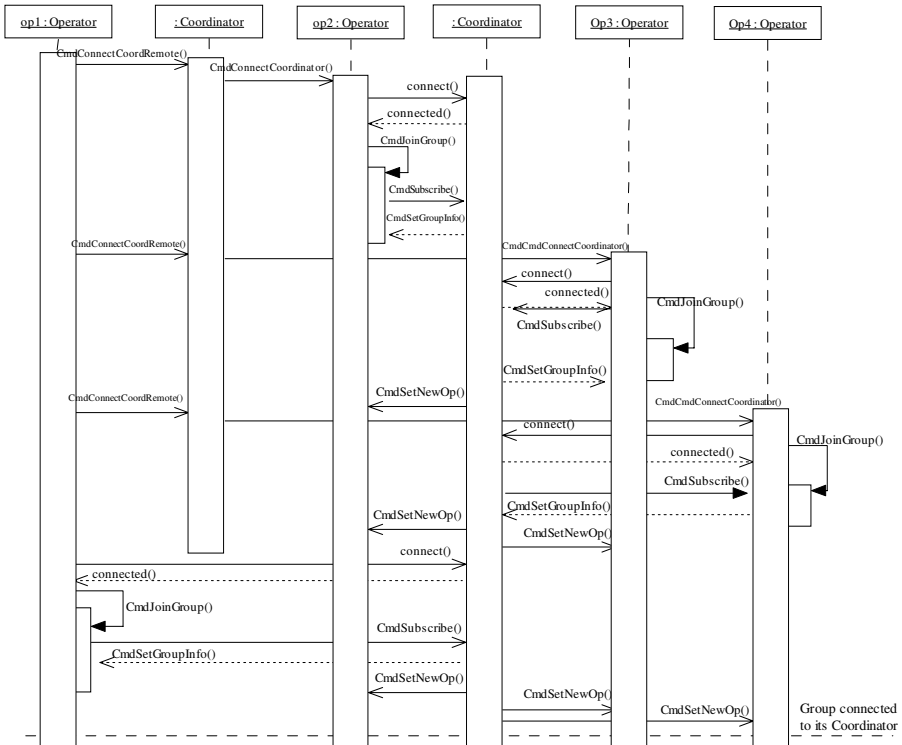 op1 : Operator
: Coordinator
op2 : Operator
: Coordinator
Op3 : Operator
Op4 : Operator
CmdConnectCoordRemote()
CmdConnectCoordinator()
connect()
connected()
CmdJoinGroup()
CmdSubscribe()
CmdSetGroupInfo()
CmdConnectCoordRemote()
CmdCmdConnectCoordinator()
connect()
connected()
CmdJoinGroup()
CmdSubscribe()
CmdSetGroupInfo()
CmdSetNewOp()
CmdConnectCoordRemote()
CmdCmdConnectCoordinator()
connect()
CmdJoinGroup()
connected()
CmdSubscribe()
CmdSetGroupInfo()
CmdSetNewOp()
CmdSetNewOp()
connect()
connected()
CmdJoinGroup()
CmdSubscribe()
CmdSetGroupInfo()
CmdSetNewOp()
CmdSetNewOp()
CmdSetNewOp()
Group connected
to its Coordinator